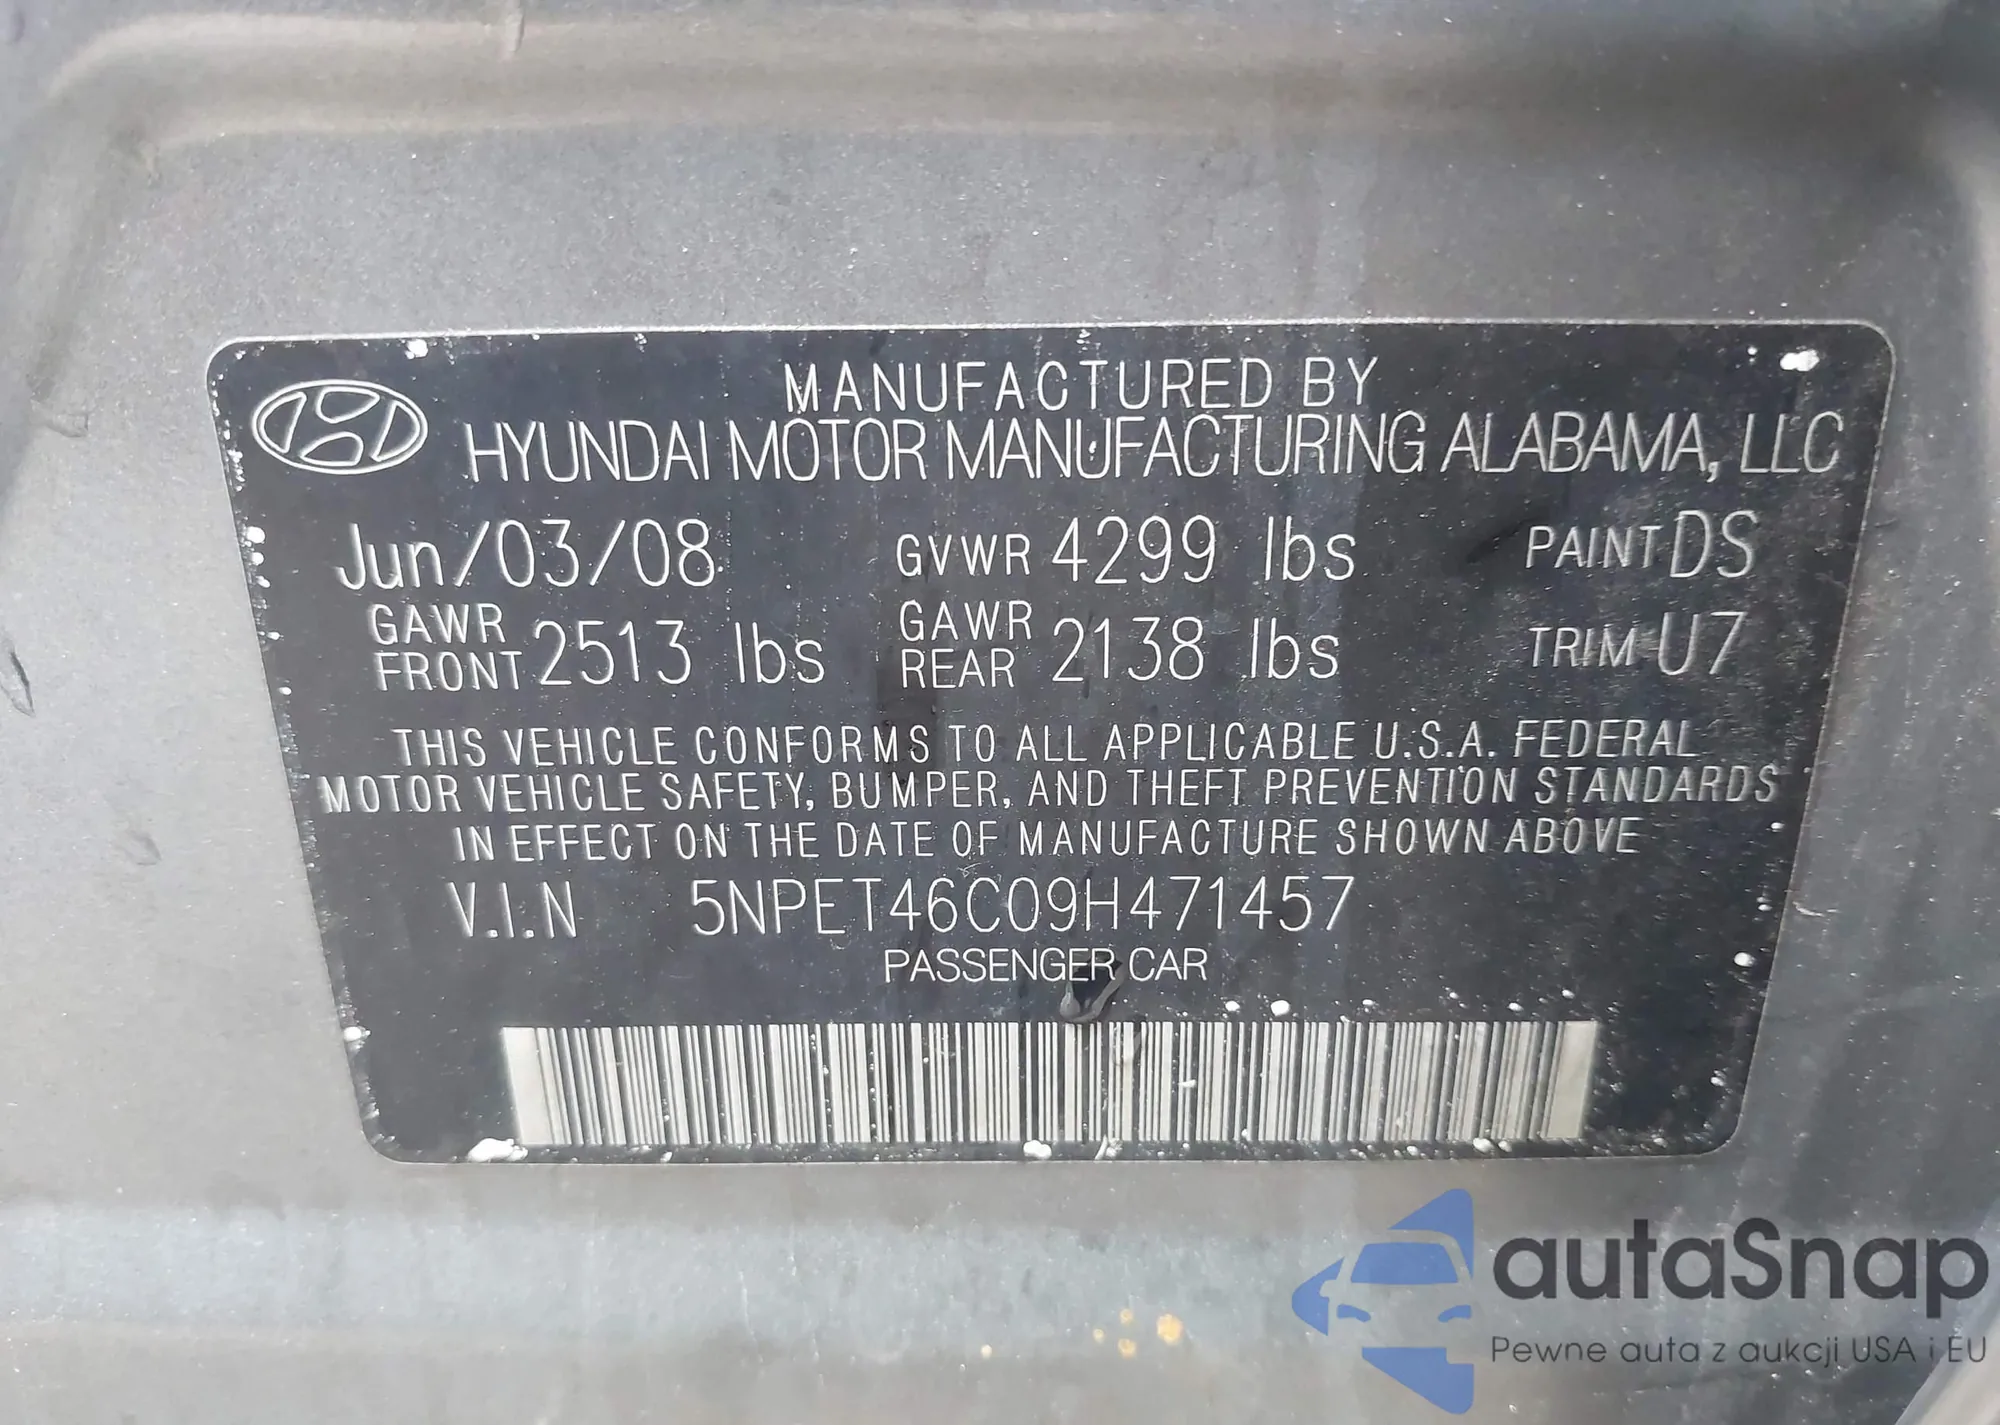 MANUFACTURED BY
HYUNDAI MOTOR MANUFACTURING ALABAMA, LLC
Jun/03/08 GVWR 4299 lbs PAINT DS
GAWR FRONT 2513 lbs GAWR REAR 2138 lbs TRIM U7
THIS VEHICLE CONFORMS TO ALL APPLICABLE U.S.A. FEDERAL
MOTOR VEHICLE SAFETY, BUMPER, AND THEFT PREVENTION STANDARDS
IN EFFECT ON THE DATE OF MANUFACTURE SHOWN ABOVE
V.I.N 5NPET46C09H471457
PASSENGER CAR
autaSnap
Pewne auta z aukcji USA i EU